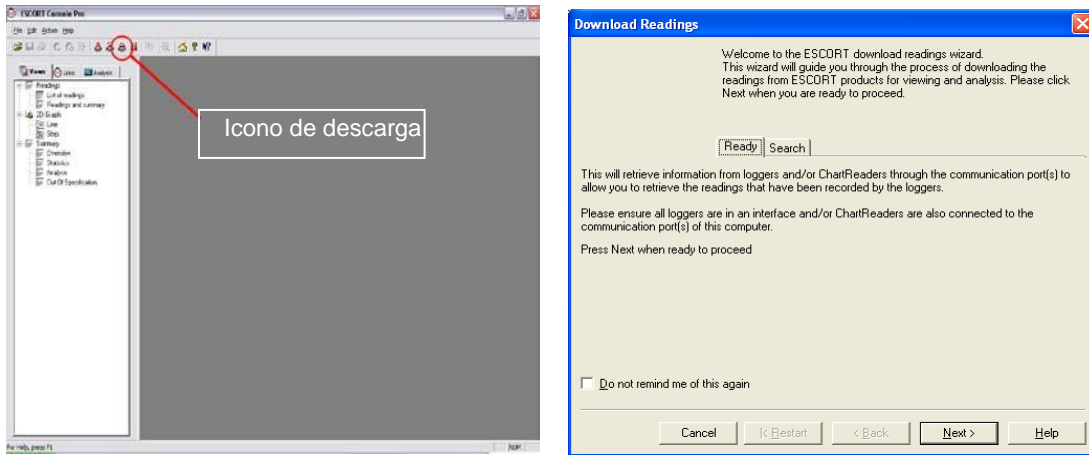 ESCORT Console Pro
File Edit Action Help
Views Links Analysis
Readings
List of readings
Readings and summary
2D Graph
Line
Step
Summary
Overview
Statistics
Analysis
Out Of Specification
Icono de descarga
For Help, press F1
NUM
Download Readings
Welcome to the ESCORT download readings wizard.
This wizard will guide you through the process of downloading the
readings from ESCORT products for viewing and analysis. Please click
Next when you are ready to proceed.
Ready Search
This will retrieve information from loggers and/or ChartReaders through the communication port(s) to
allow you to retrieve the readings that have been recorded by the loggers.
Please ensure all loggers are in an interface and/or ChartReaders are also connected to the
communication port(s) of this computer.
Press Next when ready to proceed
Do not remind me of this again
Cancel |< Restart < Back Next > Help